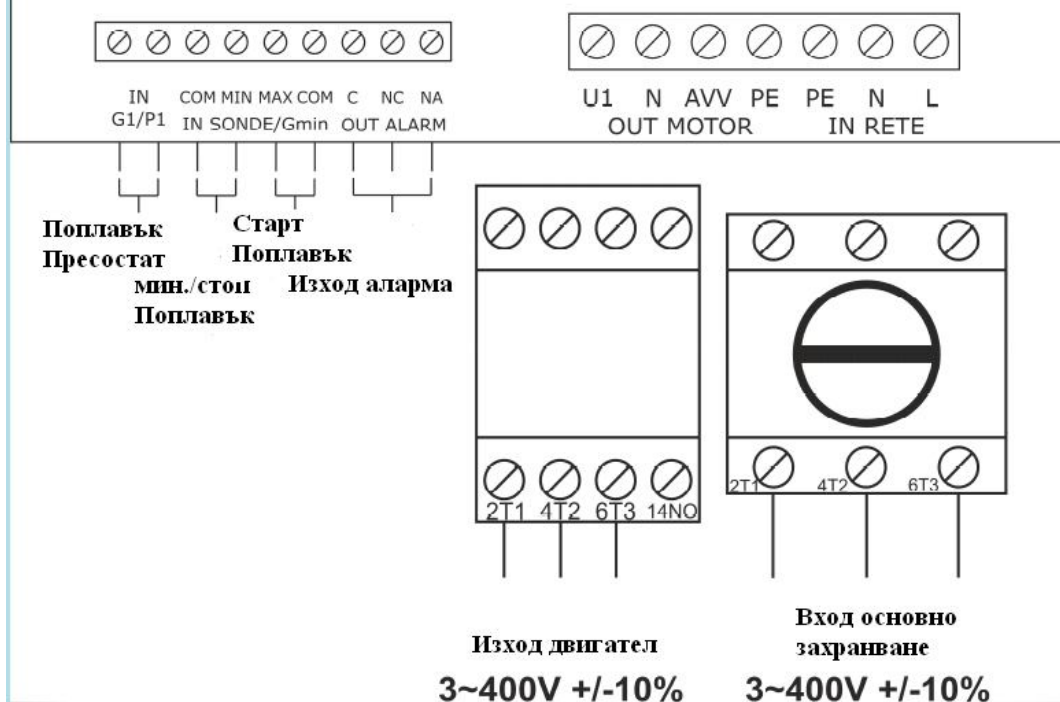 IN COM MIN MAX COM C NC NA
G1/P1 IN SONDE/Gmin OUT ALARM
U1 N AVV PE PE N L
OUT MOTOR IN RETE
Поплавък
Пресостат
мин./стоп
Поплавък
Старт
Поплавък
Изход аларма
2T1 4T2 6T3 14NO
2T1 4T2 6T3
Изход двигател
3~400V +/-10%
Вход основно
захранване
3~400V +/-10%